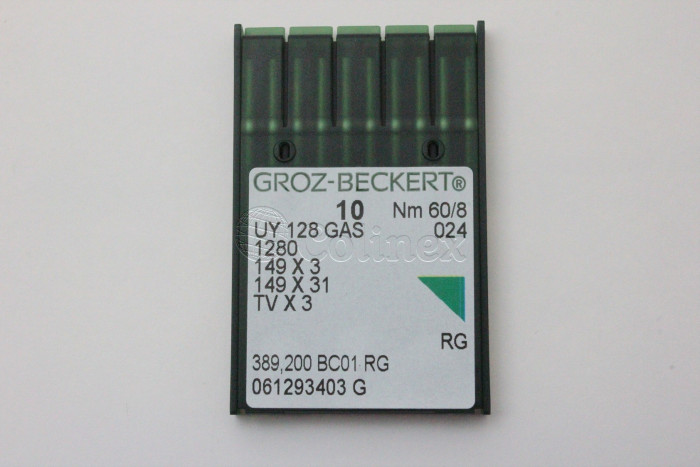 GROZ-BECKERT®
10 Nm 60/8
UY 128 GAS 024
1280
149 X 3
149 X 31
TV X 3
RG
389,200 BC01 RG
061293403 G
Colinex